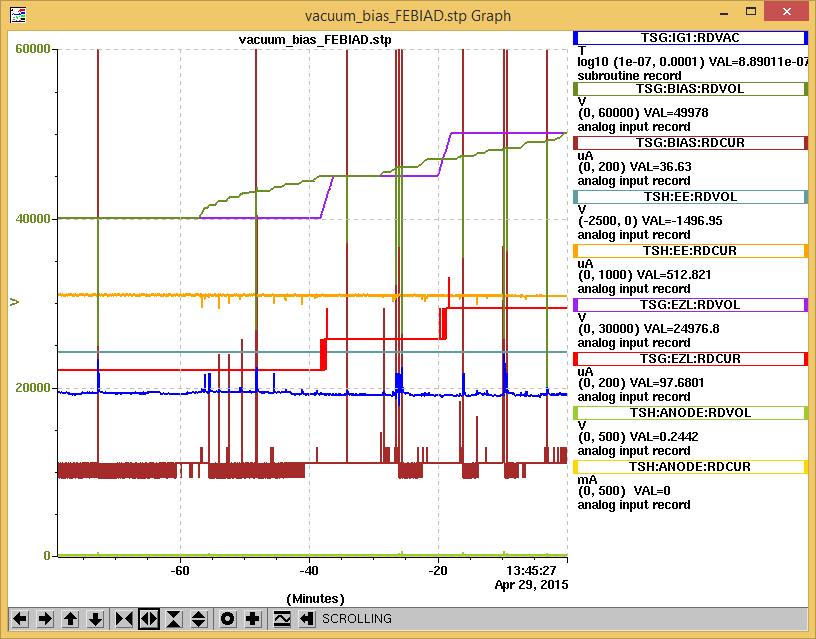 vacuum_bias_FEBIAD.stp Graph
vacuum_bias_FEBIAD.stp
60000
40000
V
20000
0
-60
-40
-20
13:45:27
Apr 29, 2015
(Minutes)
TSG:IG1:RDVAC
T
log10 (1e-07, 0.0001) VAL=8.89011e-07
subroutine record
TSG:BIAS:RDVOL
V
(0, 60000) VAL=49978
analog input record
TSG:BIAS:RDCUR
uA
(0, 200) VAL=36.63
analog input record
TSH:EE:RDVOL
V
(-2500, 0) VAL=-1496.95
analog input record
TSH:EE:RDCUR
uA
(0, 1000) VAL=512.821
analog input record
TSG:EZL:RDVOL
V
(0, 30000) VAL=24976.8
analog input record
TSG:EZL:RDCUR
uA
(0, 200) VAL=97.6801
analog input record
TSH:ANODE:RDVOL
V
(0, 500) VAL=0.2442
analog input record
TSH:ANODE:RDCUR
mA
(0, 500) VAL=0
analog input record
SCROLLING